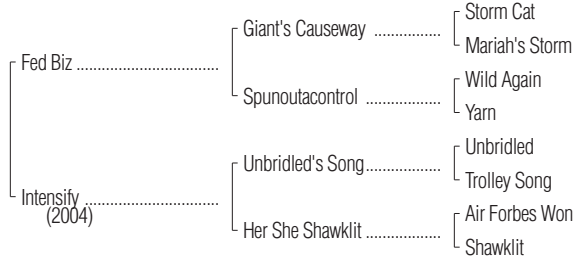 Storm Cat
Giant's Causeway ..................
Mariah's Storm
Fed Biz ..................................
Wild Again
Spunoutacontrol ..................
Yarn
Unbridled
Unbridled's Song..................
Trolley Song
Intensify ................................
(2004)
Air Forbes Won
Her She Shawklit ..................
Shawklit